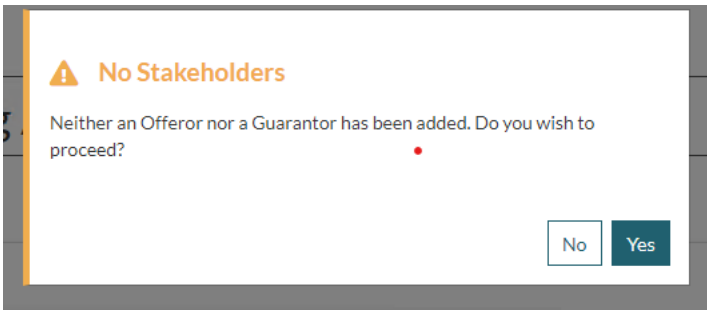 No Stakeholders
Neither an Offeror nor a Guarantor has been added. Do you wish to
proceed?
No
Yes